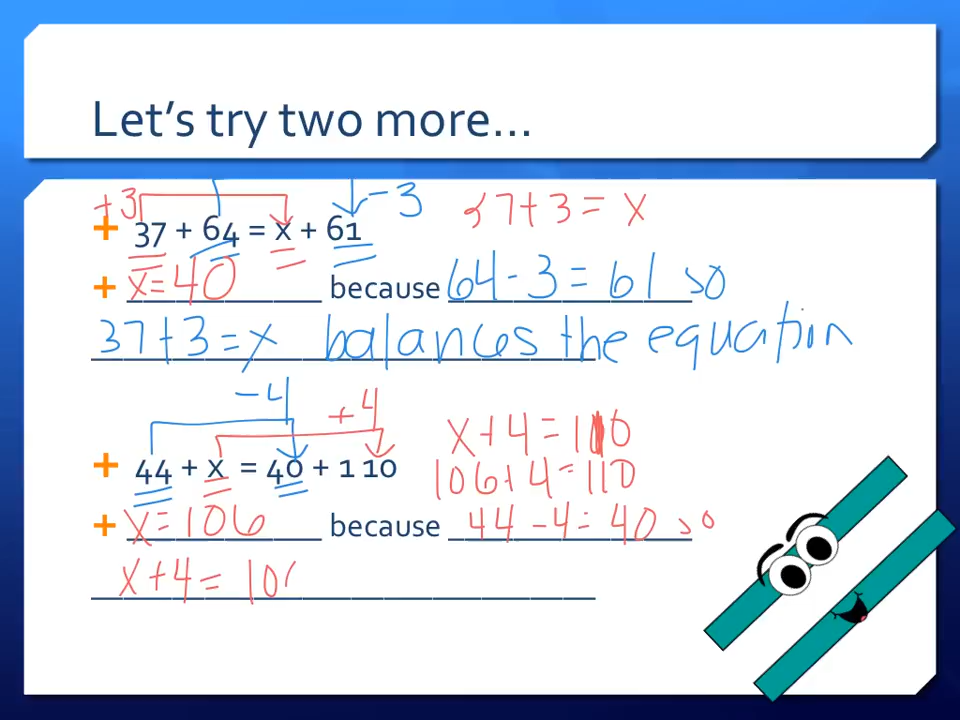 Let's try two more...
+3 - 3 37+3 = x
+ 37 + 64 = x + 61
+ x=40 because 64-3=61 so
37+3=x balances the equation
-4
+4
x+4=110
+ 44 + x = 40 + 1 10
106+4=110
+ x=106 because 44-4=40 so
x+4= 10